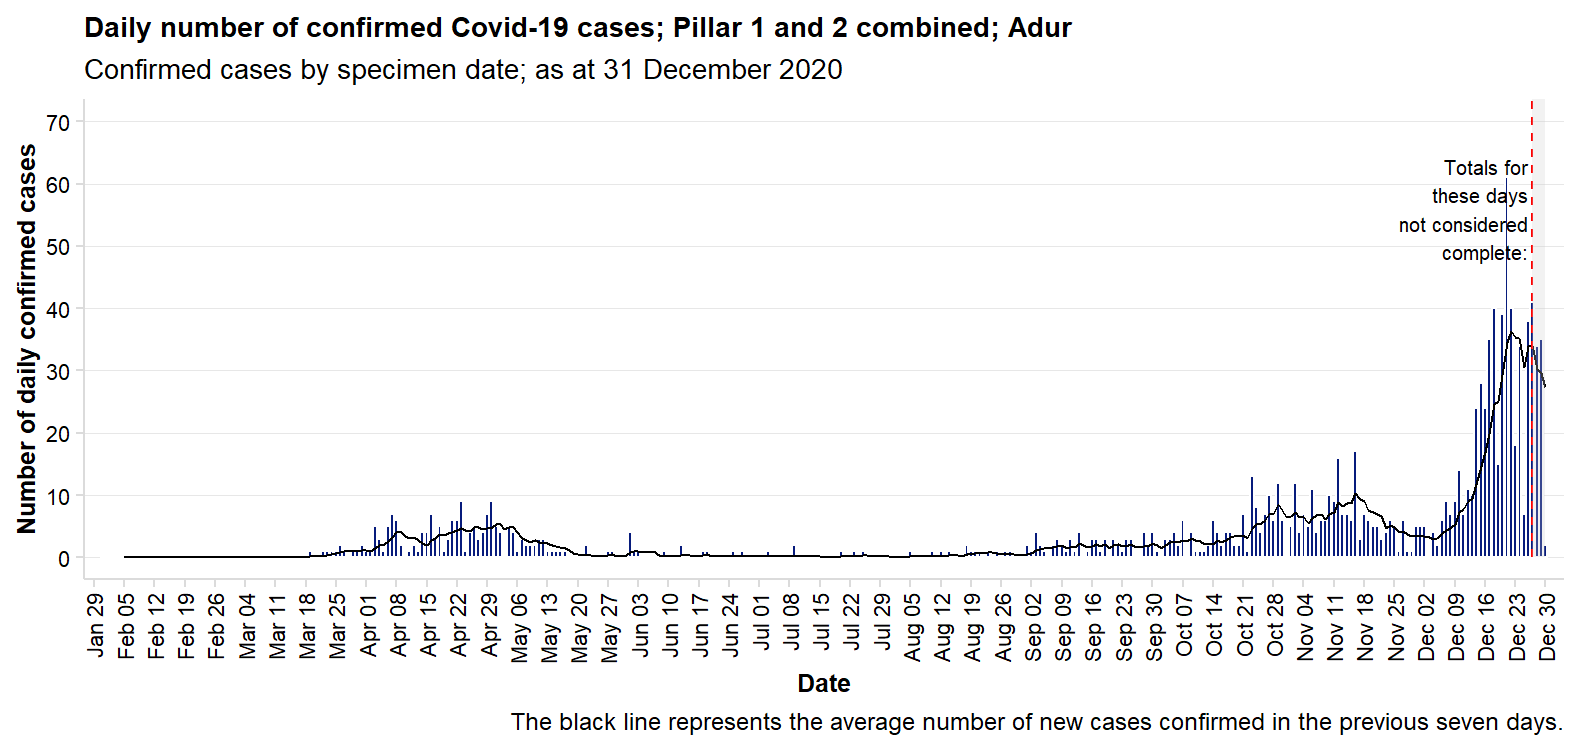 Daily number of confirmed Covid-19 cases; Pillar 1 and 2 combined; Adur
Confirmed cases by specimen date; as at 31 December 2020
Number of daily confirmed cases
70
60
50
40
30
20
10
0
Totals for
these days
not considered
complete:
Jan 29
Feb 05
Feb 12
Feb 19
Feb 26
Mar 04
Mar 11
Mar 18
Mar 25
Apr 01
Apr 08
Apr 15
Apr 22
Apr 29
May 06
May 13
May 20
May 27
Jun 03
Jun 10
Jun 17
Jun 24
Jul 01
Jul 08
Jul 15
Jul 22
Jul 29
Aug 05
Aug 12
Aug 19
Aug 26
Sep 02
Sep 09
Sep 16
Sep 23
Sep 30
Oct 07
Oct 14
Oct 21
Oct 28
Nov 04
Nov 11
Nov 18
Nov 25
Dec 02
Dec 09
Dec 16
Dec 23
Dec 30
Date
The black line represents the average number of new cases confirmed in the previous seven days.